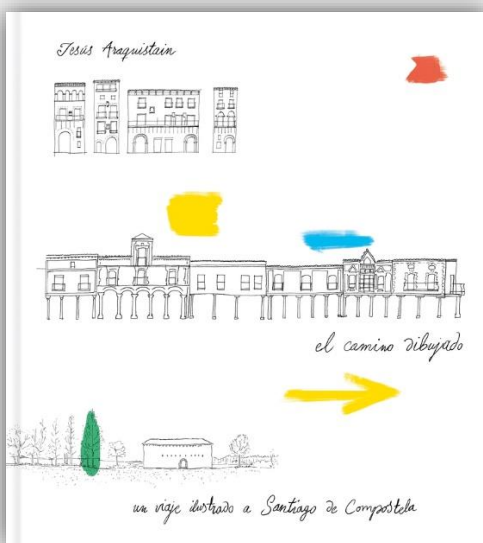 Jesús Araquistain
el camino dibujado
un viaje ilustrado a Santiago de Compostela